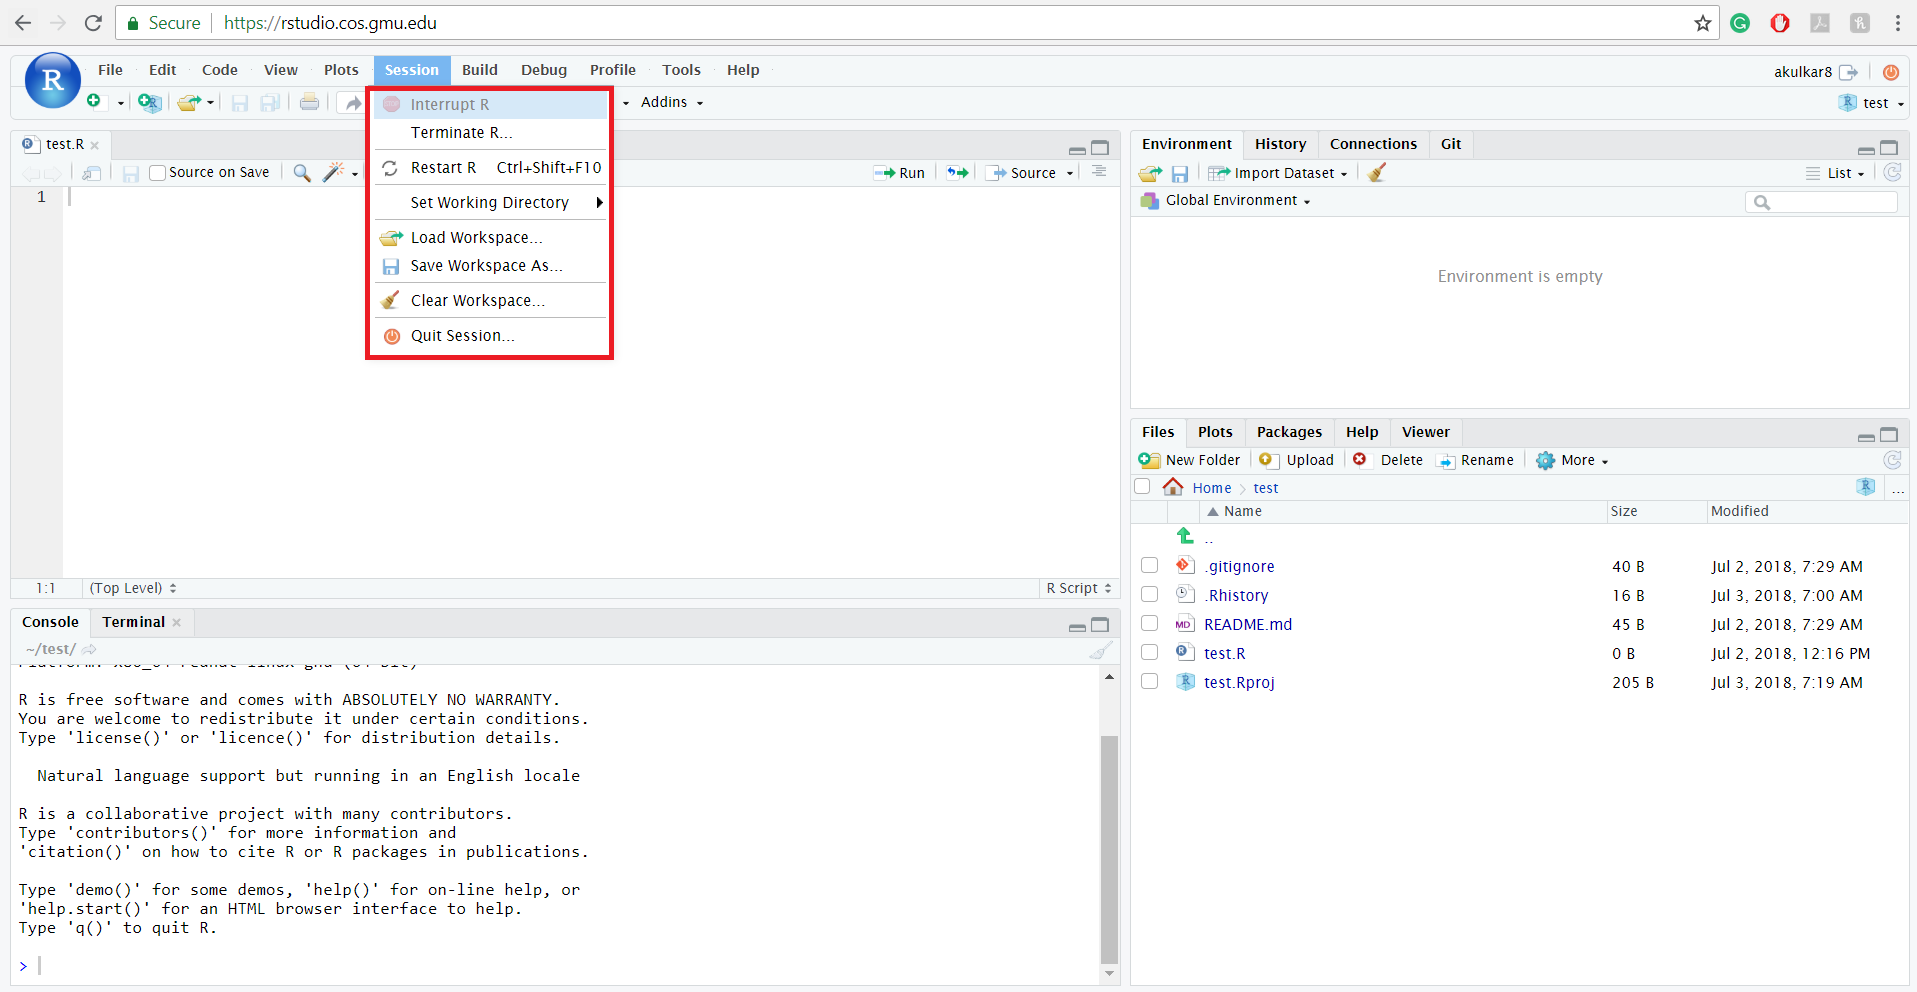 Secure https://rstudio.cos.gmu.edu
R File Edit Code View Plots Session Build Debug Profile Tools Help akulkar8
Addins test
Interrupt R
Terminate R...
Restart R Ctrl+Shift+F10
Set Working Directory
Load Workspace...
Save Workspace As...
Clear Workspace...
Quit Session...
test.R
Source on Save Run Source
1
1:1 (Top Level) R Script
Console Terminal
~/test/
R is free software and comes with ABSOLUTELY NO WARRANTY.
You are welcome to redistribute it under certain conditions.
Type 'license()' or 'licence()' for distribution details.
Natural language support but running in an English locale
R is a collaborative project with many contributors.
Type 'contributors()' for more information and
'citation()' on how to cite R or R packages in publications.
Type 'demo()' for some demos, 'help()' for on-line help, or
'help.start()' for an HTML browser interface to help.
Type 'q()' to quit R.
>
Environment History Connections Git
Import Dataset List
Global Environment
Environment is empty
Files Plots Packages Help Viewer
New Folder Upload Delete Rename More
Home test ...
Name Size Modified
..
.gitignore 40 B Jul 2, 2018, 7:29 AM
.Rhistory 16 B Jul 3, 2018, 7:00 AM
README.md 45 B Jul 2, 2018, 7:29 AM
test.R 0 B Jul 2, 2018, 12:16 PM
test.Rproj 205 B Jul 3, 2018, 7:19 AM